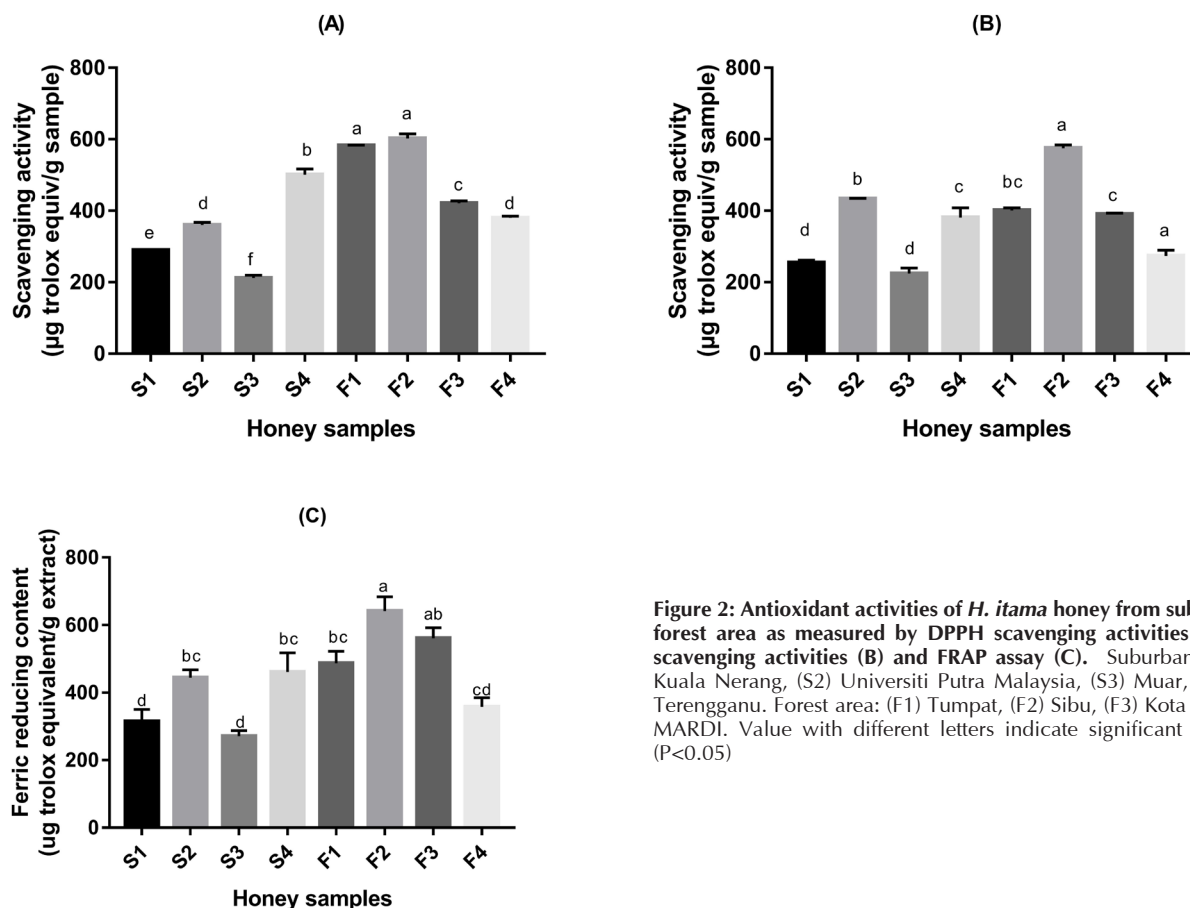 (A)
Scavenging activity
(µg trolox equiv/g sample)
800
600
400
200
0
e
d
f
b
a
a
c
d
S1
S2
S3
S4
F1
F2
F3
F4
Honey samples
(B)
Scavenging activity
(µg trolox equiv/g sample)
800
600
400
200
0
d
b
d
c
bc
a
c
a
S1
S2
S3
S4
F1
F2
F3
F4
Honey samples
(C)
Ferric reducing content
(ug trolox equivalent/g extract)
800
600
400
200
0
d
bc
d
bc
bc
a
ab
cd
S1
S2
S3
S4
F1
F2
F3
F4
Honey samples
Figure 2: Antioxidant activities of H. itama honey from sul
forest area as measured by DPPH scavenging activities
scavenging activities (B) and FRAP assay (C). Suburban
Kuala Nerang, (S2) Universiti Putra Malaysia, (S3) Muar,
Terengganu. Forest area: (F1) Tumpat, (F2) Sibu, (F3) Kota
MARDI. Value with different letters indicate significant
(P<0.05)